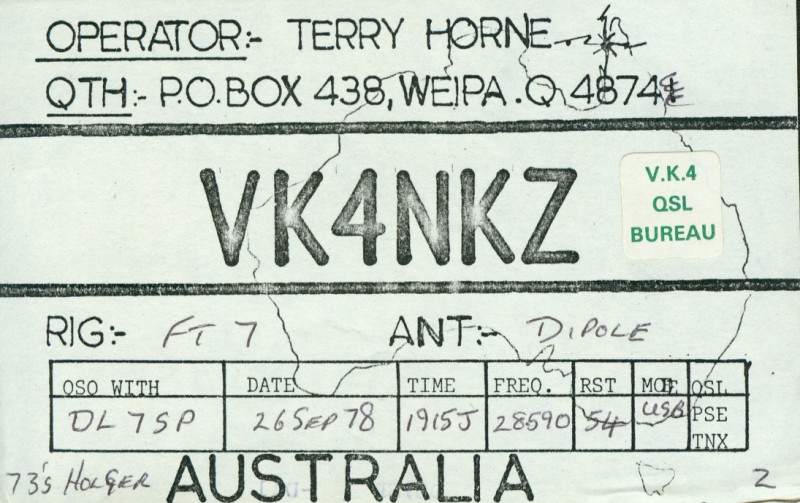 OPERATOR:- TERRY HORNE
QTH:- P.O. BOX 438, WEIPA. Q 4874
VK4NKZ
V.K.4
QSL
BUREAU
RIG:- FT 7 ANT:- DIPOLE
QSO WITH DATE TIME FREQ. RST MODE QSL
DL7SP 26 SEP 78 1915J 28590 54 USB PSE
TNX
73's HOLGER AUSTRALIA 2